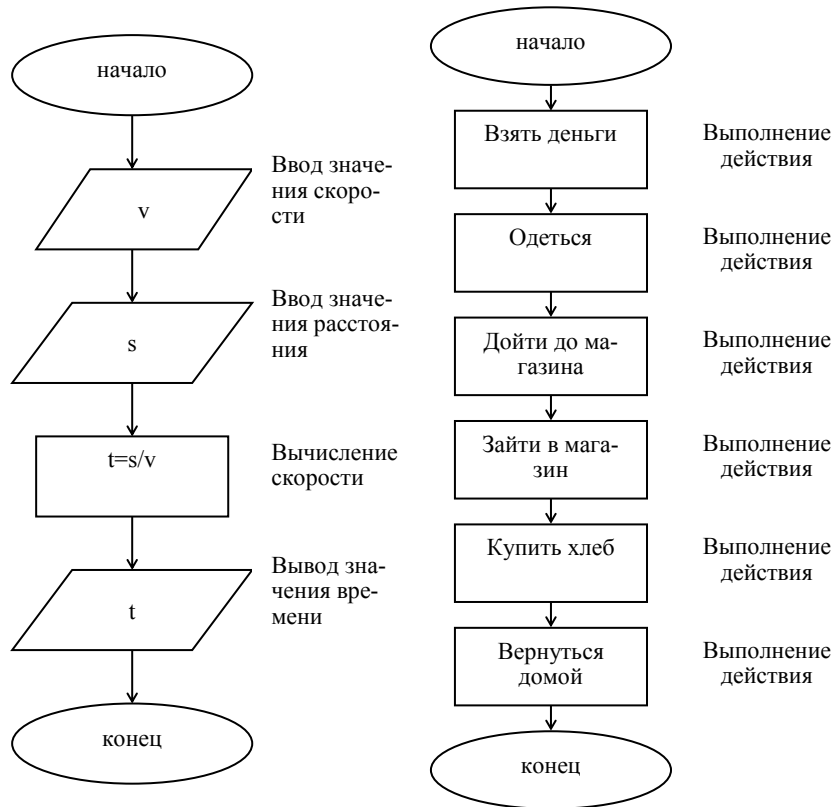 начало
v
Ввод значе-
ния скоро-
сти
s
Ввод значе-
ния расстоя-
ния
t=s/v
Вычисление
скорости
t
Вывод зна-
чения вре-
мени
конец
начало
Взять деньги
Выполнение
действия
Одеться
Выполнение
действия
Дойти до ма-
газина
Выполнение
действия
Зайти в мага-
зин
Выполнение
действия
Купить хлеб
Выполнение
действия
Вернуться
домой
Выполнение
действия
конец